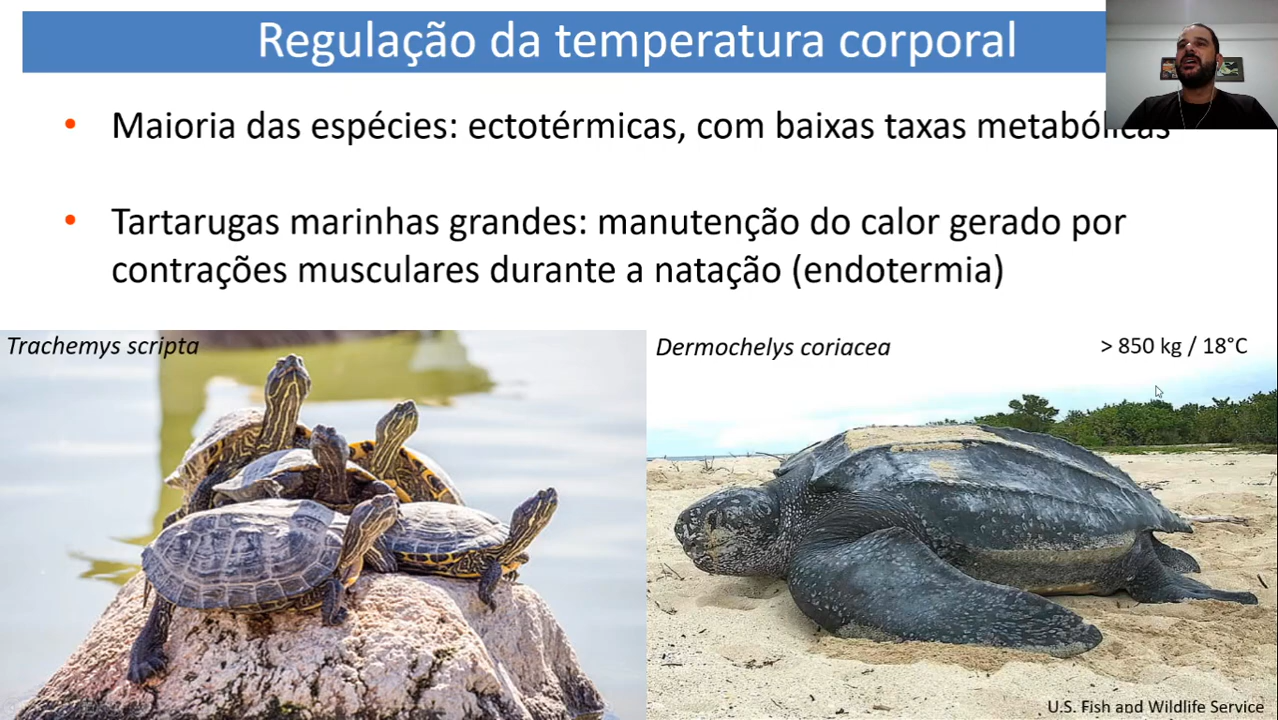 Regulação da temperatura corporal
• Maioria das espécies: ectotérmicas, com baixas taxas metabólicas
• Tartarugas marinhas grandes: manutenção do calor gerado por
contrações musculares durante a natação (endotermia)
Trachemys scripta
Dermochelys coriacea
> 850 kg / 18°C
U.S. Fish and Wildlife Service